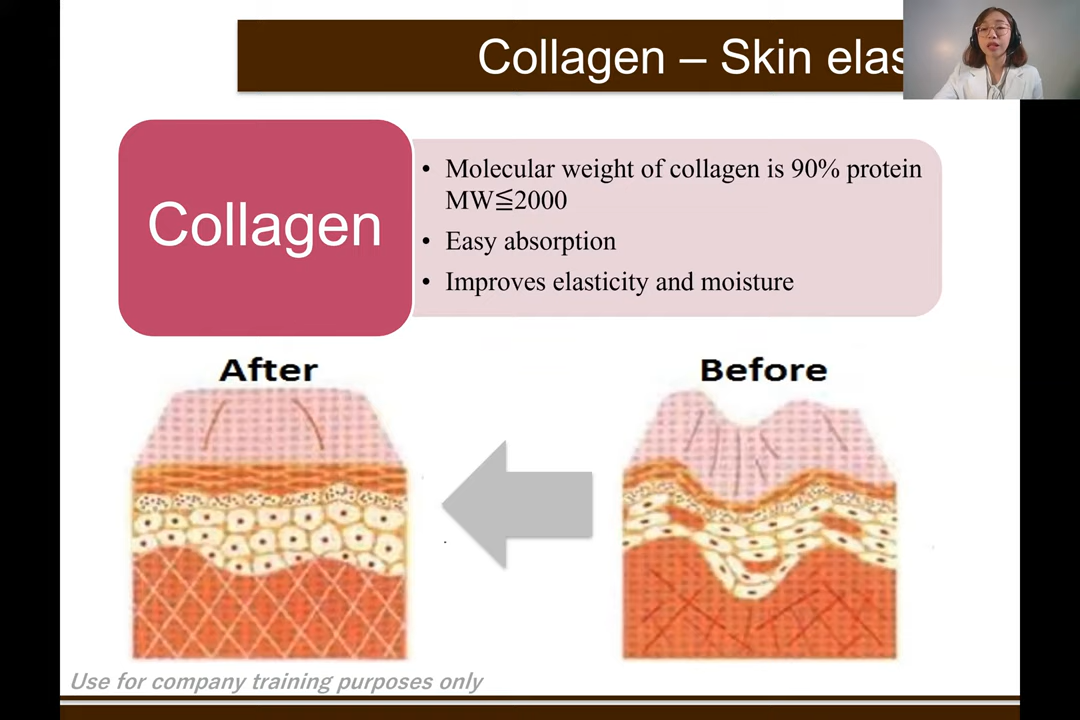 Collagen – Skin
Collagen
• Molecular weight of collagen is 90% protein
MW≦2000
• Easy absorption
• Improves elasticity and moisture
After
Before
Use for company training purposes only